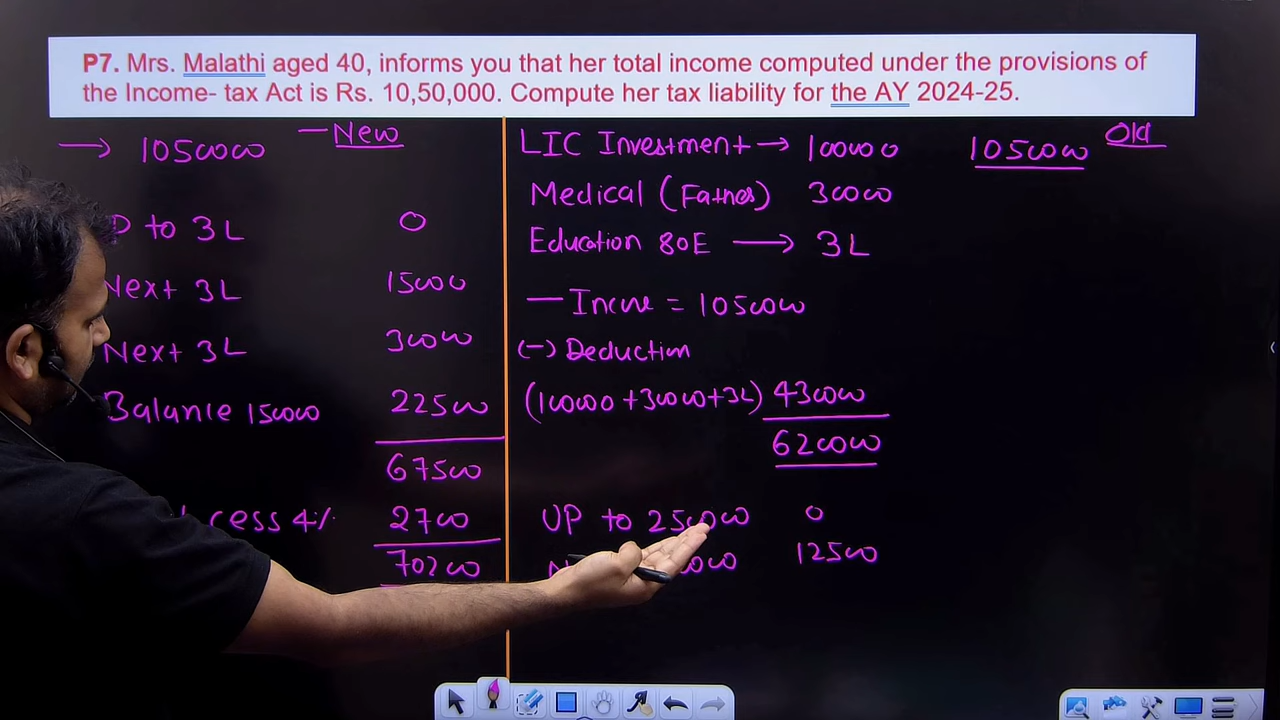 P7. Mrs. Malathi aged 40, informs you that her total income computed under the provisions of
the Income- tax Act is Rs. 10,50,000. Compute her tax liability for the AY 2024-25.
→ 1050000 — New
P to 3L 0
Next 3L 15000
Next 3L 30000
Balance 150000 22500
67500
cess 4% 2700
70200
LIC Investment → 100000
Medical (Father) 30000
Education 80E → 3L
— Income = 1050000
(-) Deduction
(100000 + 30000 + 3L) 430000
620000
UP to 250000 0
12500
Old
1050000